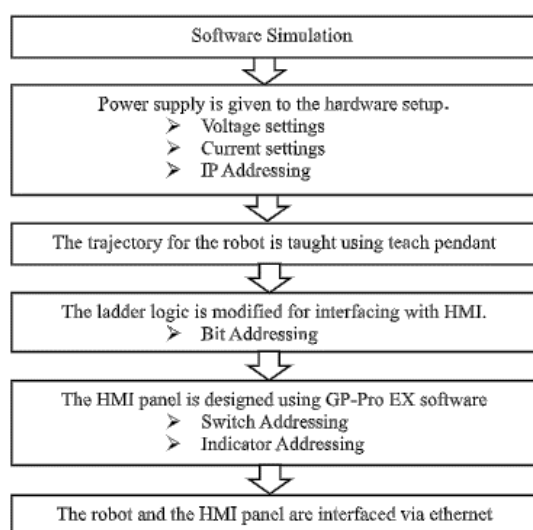 Software Simulation
Power supply is given to the hardware setup.
➢ Voltage settings
➢ Current settings
➢ IP Addressing
The trajectory for the robot is taught using teach pendant
The ladder logic is modified for interfacing with HMI.
➢ Bit Addressing
The HMI panel is designed using GP-Pro EX software
➢ Switch Addressing
➢ Indicator Addressing
The robot and the HMI panel are interfaced via ethernet